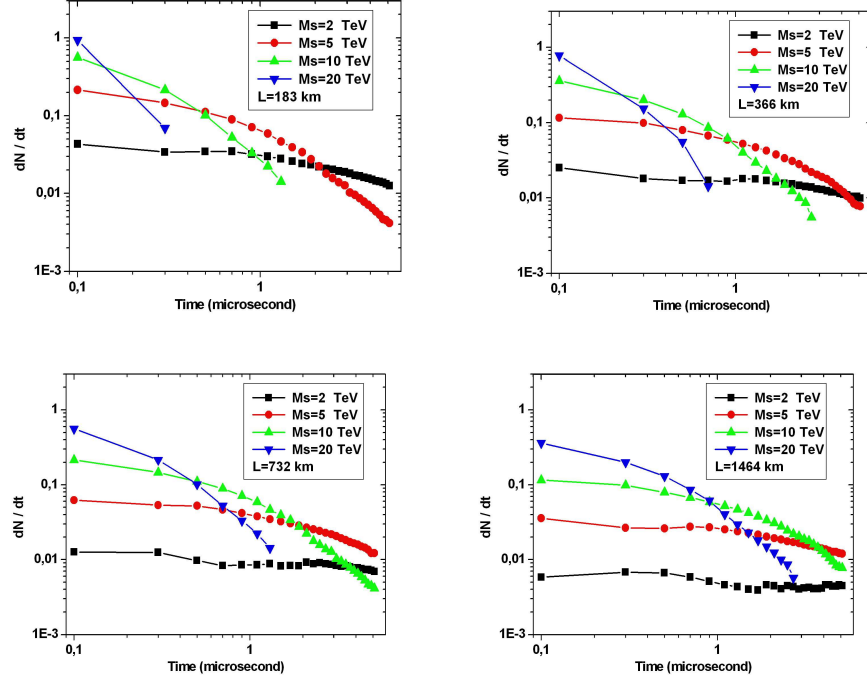 Ms=2 TeV
Ms=5 TeV
Ms=10 TeV
Ms=20 TeV
L=183 km
1
0,1
0,01
1E-3
dN / dt
0,1
1
Time (microsecond)
Ms=2 TeV
Ms=5 TeV
Ms=10 TeV
Ms=20 TeV
L=366 km
1
0,1
0,01
1E-3
dN / dt
0,1
1
Time (microsecond)
Ms=2 TeV
Ms=5 TeV
Ms=10 TeV
Ms=20 TeV
L=732 km
1
0,1
0,01
1E-3
dN / dt
0,1
1
Time (microsecond)
Ms=2 TeV
Ms=5 TeV
Ms=10 TeV
Ms=20 TeV
L=1464 km
1
0,1
0,01
1E-3
dN / dt
0,1
1
Time (microsecond)